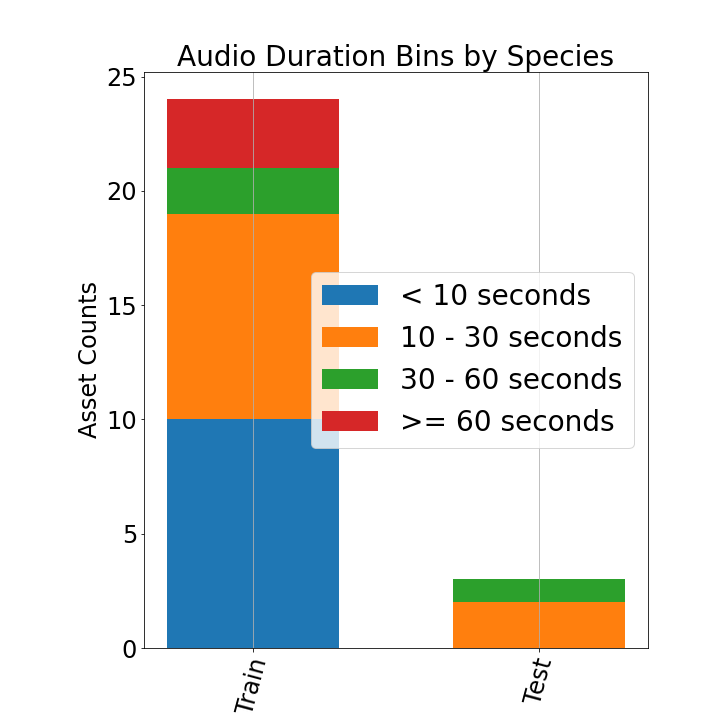 Audio Duration Bins by Species
25
20
15
10
5
0
Asset Counts
< 10 seconds
10 - 30 seconds
30 - 60 seconds
>= 60 seconds
Train
Test